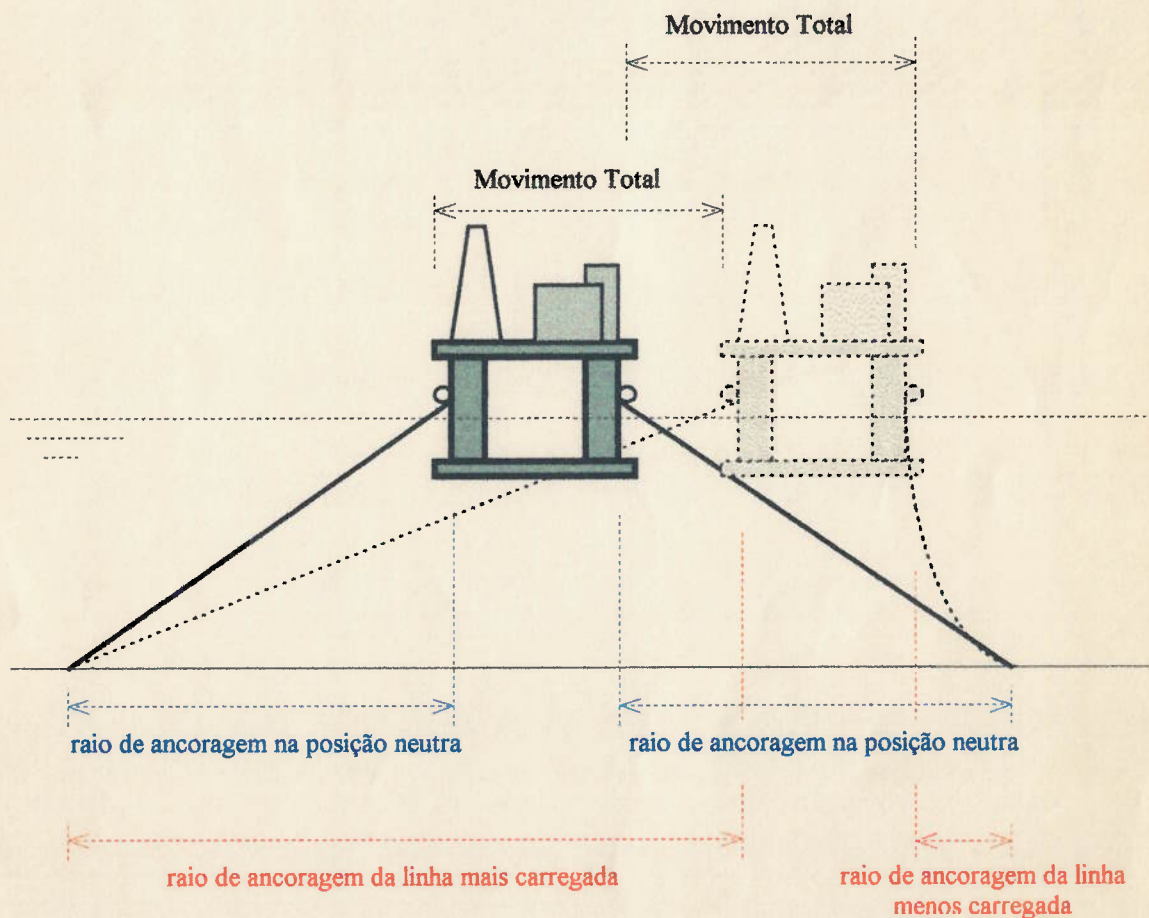 Movimento Total
Movimento Total
raio de ancoragem na posição neutra
raio de ancoragem na posição neutra
raio de ancoragem da linha mais carregada
raio de ancoragem da linha
menos carregada